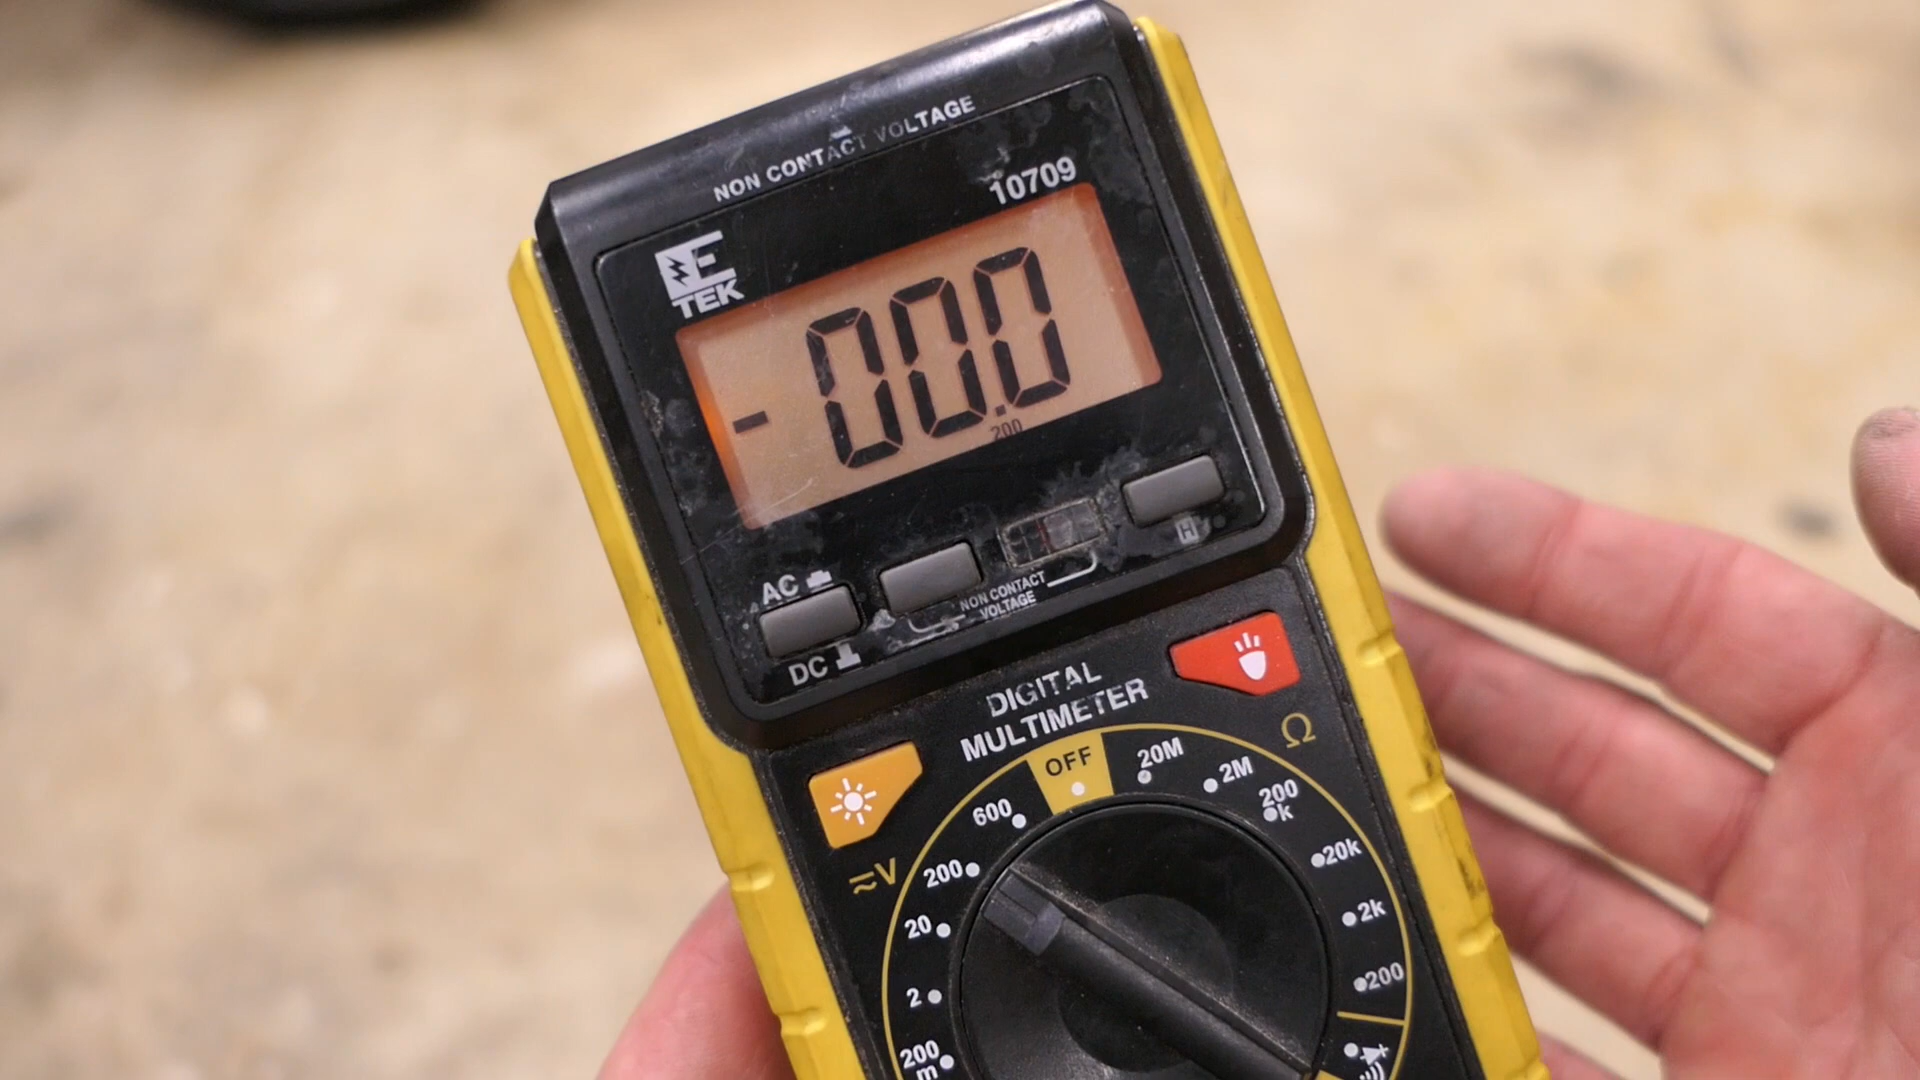 NON CONTACT VOLTAGE
10709
E
TEK
-00.0
200
AC
H
NON CONTACT
VOLTAGE
DC
DIGITAL
MULTIMETER
OFF
20M
Ω
600
2M
200
k
200
V
20k
20
2k
2
200
200
m